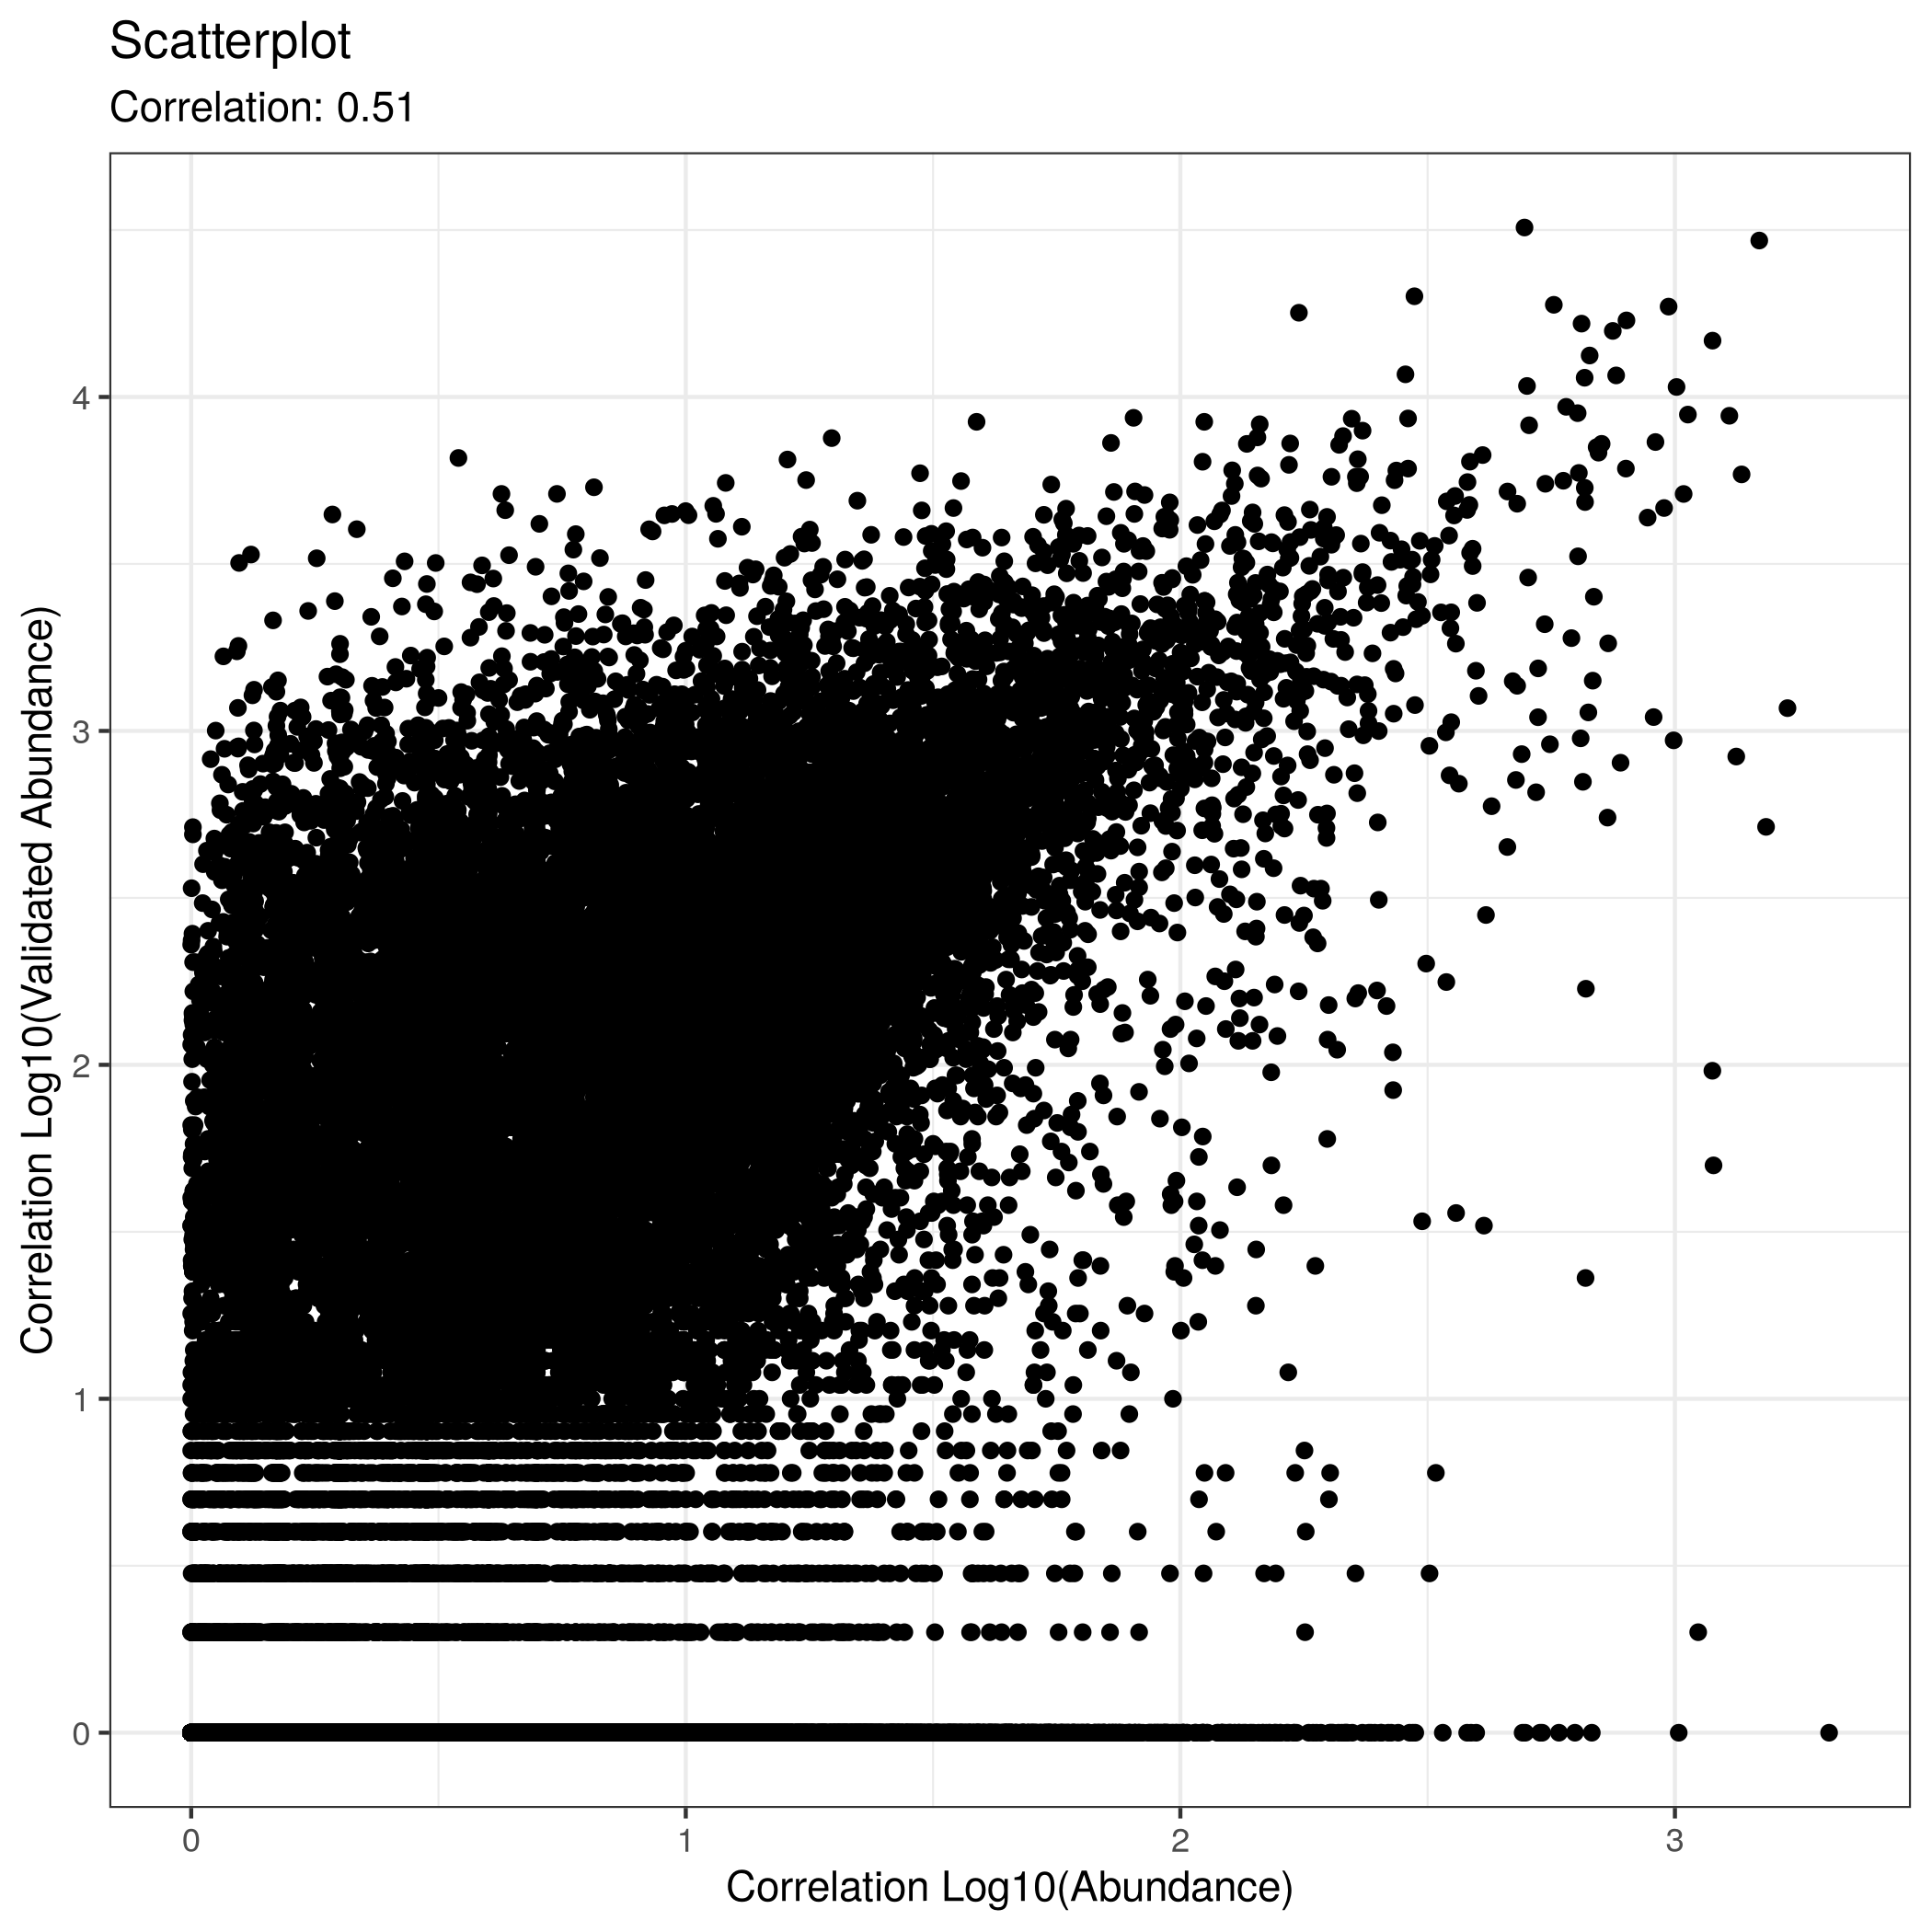 Scatterplot
Correlation: 0.51
Correlation Log10(Validated Abundance)
4
3
2
1
0
0 1 2 3
Correlation Log10(Abundance)